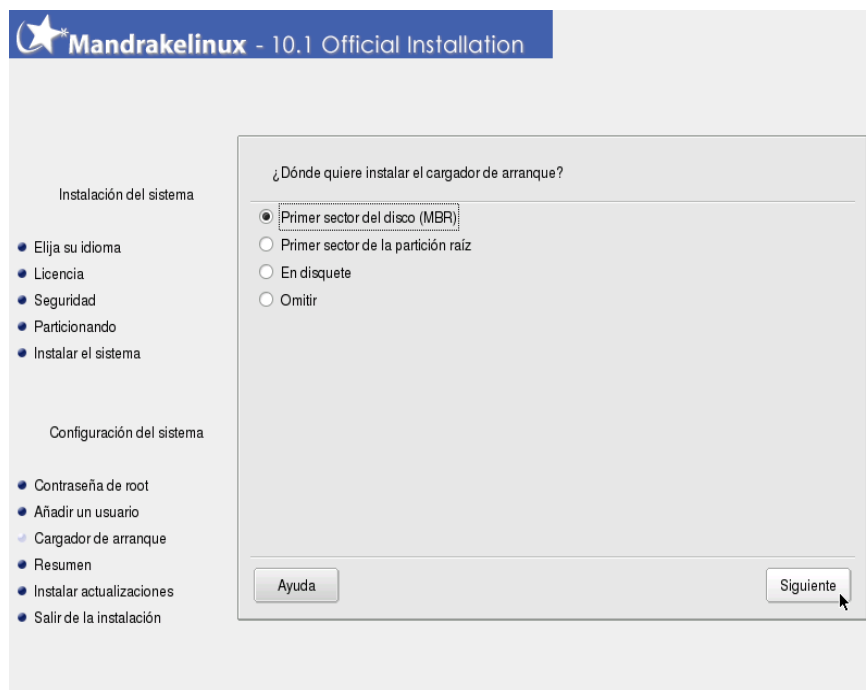 Mandrakelinux - 10.1 Official Installation
Instalación del sistema
Elija su idioma
Licencia
Seguridad
Particionando
Instalar el sistema
Configuración del sistema
Contraseña de root
Añadir un usuario
Cargador de arranque
Resumen
Instalar actualizaciones
Salir de la instalación
¿Dónde quiere instalar el cargador de arranque?
Primer sector del disco (MBR)
Primer sector de la partición raíz
En disquete
Omitir
Ayuda
Siguiente